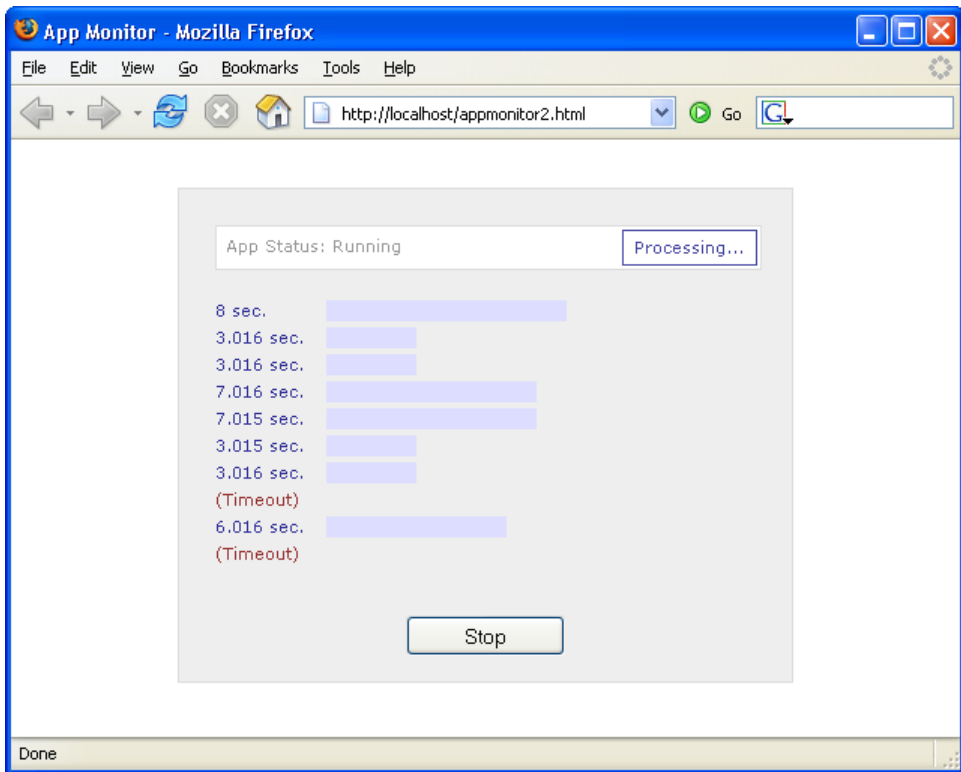 App Monitor - Mozilla Firefox
File Edit View Go Bookmarks Tools Help
http://localhost/appmonitor2.html Go G
App Status: Running Processing...
8 sec.
3.016 sec.
3.016 sec.
7.016 sec.
7.015 sec.
3.015 sec.
3.016 sec.
(Timeout)
6.016 sec.
(Timeout)
Stop
Done